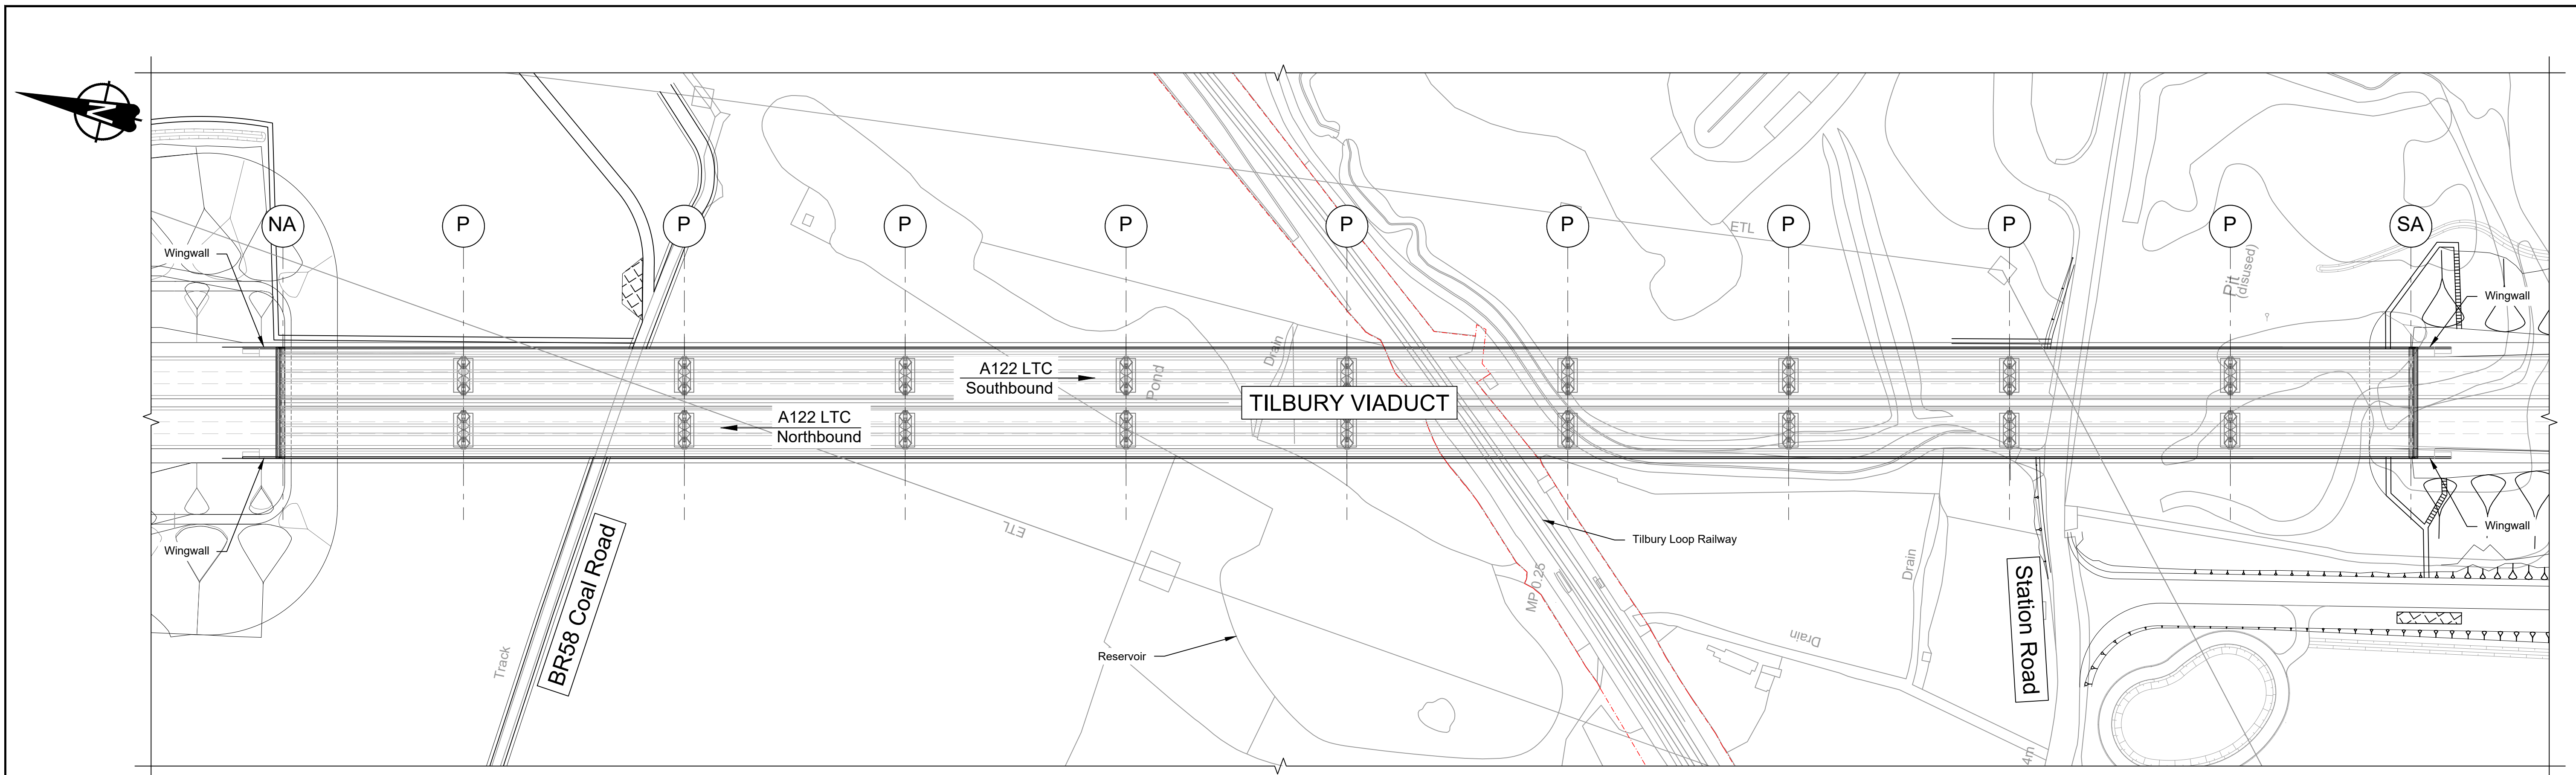 N
NA
P
P
P
P
P
P
P
P
P
SA
ETL
Wingwall
Pit
(disused)
Wingwall
Drain
A122 LTC
Southbound
Pond
TILBURY VIADUCT
A122 LTC
Northbound
ETL
Wingwall
Wingwall
BR58 Coal Road
Track
Tilbury Loop Railway
MP 0.25
Drain
Station Road
Drain
Reservoir
4m